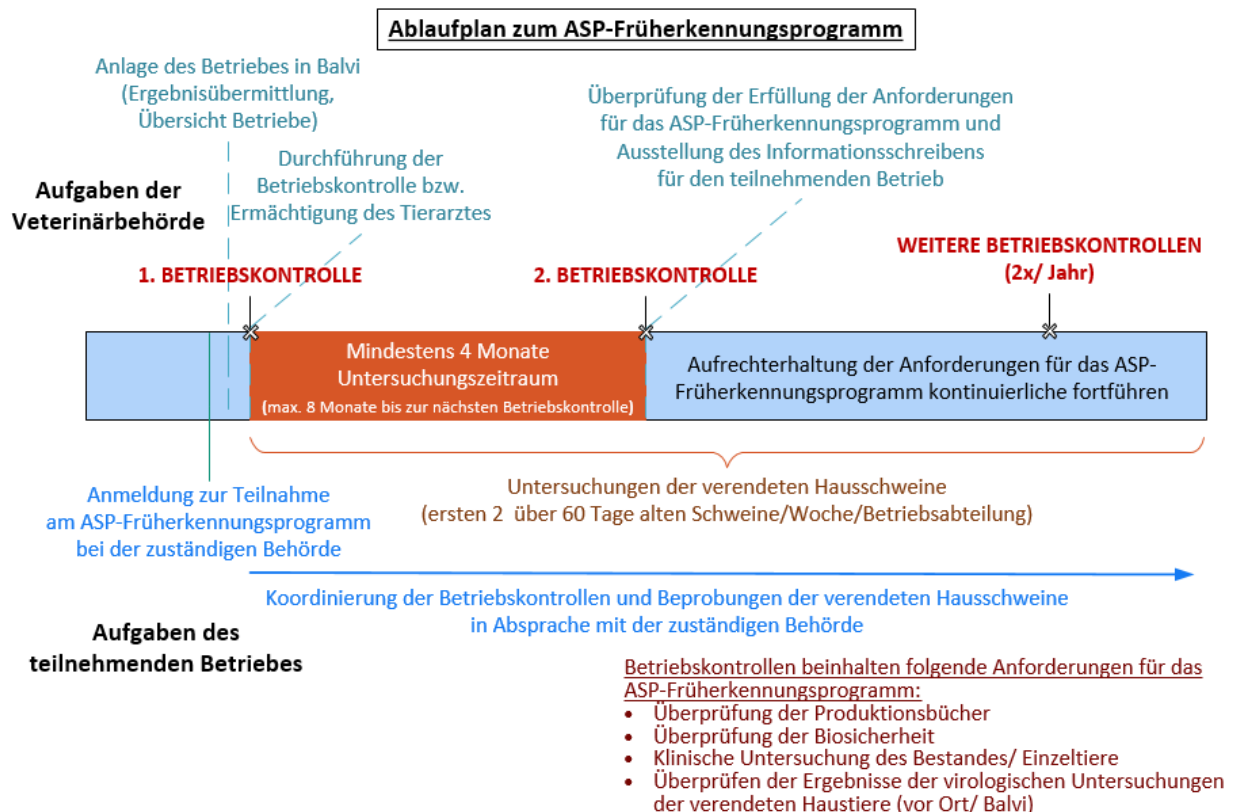 Ablaufplan zum ASP-Früherkennungsprogramm
Anlage des Betriebes in Balvi
(Ergebnisübermittlung,
Übersicht Betriebe)
Durchführung der
Betriebskontrolle bzw.
Ermächtigung des Tierarztes
Überprüfung der Erfüllung der Anforderungen
für das ASP-Früherkennungsprogramm und
Ausstellung des Informationsschreibens
für den teilnehmenden Betrieb
Aufgaben der
Veterinärbehörde
1. BETRIEBSKONTROLLE
2. BETRIEBSKONTROLLE
WEITERE BETRIEBSKONTROLLEN
(2x/ Jahr)
Mindestens 4 Monate
Untersuchungszeitraum
(max. 8 Monate bis zur nächsten Betriebskontrolle)
Aufrechterhaltung der Anforderungen für das ASP-
Früherkennungsprogramm kontinuierliche fortführen
Anmeldung zur Teilnahme
am ASP-Früherkennungsprogramm
bei der zuständigen Behörde
Untersuchungen der verendeten Hausschweine
(ersten 2  über 60 Tage alten Schweine/Woche/Betriebsabteilung)
Koordinierung der Betriebskontrollen und Beprobungen der verendeten Hausschweine
in Absprache mit der zuständigen Behörde
Aufgaben des
teilnehmenden Betriebes
Betriebskontrollen beinhalten folgende Anforderungen für das
ASP-Früherkennungsprogramm:
• Überprüfung der Produktionsbücher
• Überprüfung der Biosicherheit
• Klinische Untersuchung des Bestandes/ Einzeltiere
• Überprüfen der Ergebnisse der virologischen Untersuchungen
der verendeten Haustiere (vor Ort/ Balvi)